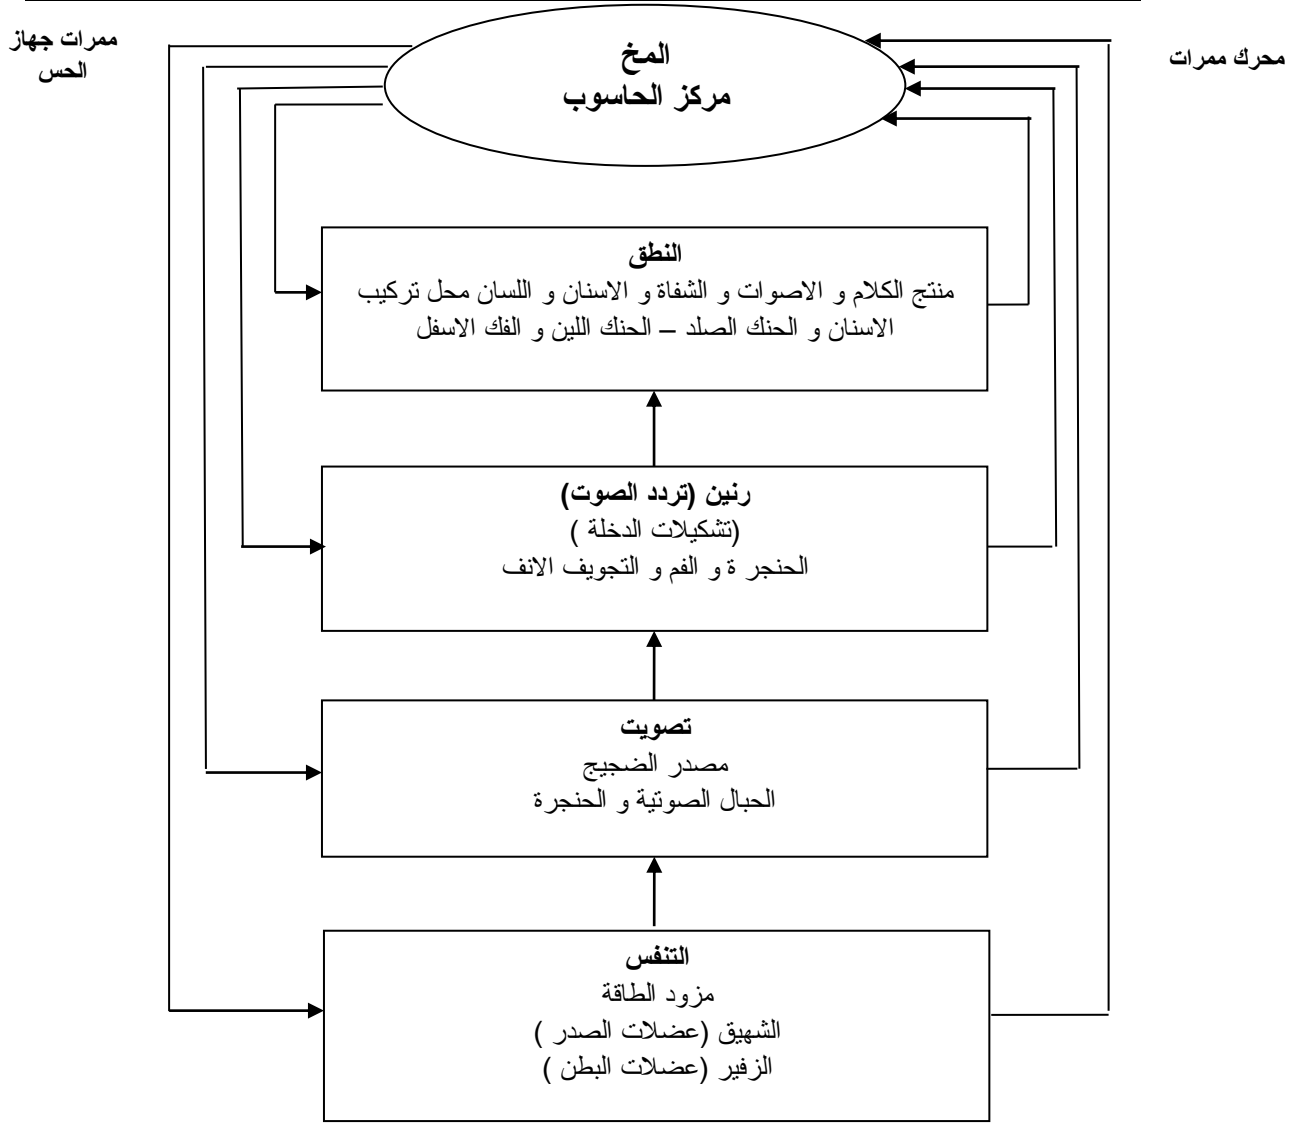 محرك ممرات
ممرات جهاز
الحس
المخ
مركز الحاسوب
النطق
منتج الكلام و الاصوات و الشفاة و الاسنان و اللسان محل تركيب
الاسنان و الحنك الصلد – الحنك اللين و الفك الاسفل
رنين (تردد الصوت)
(تشكيلات الدخلة )
الحنجر ة و الفم و التجويف الانف
تصويت
مصدر الضجيج
الحبال الصوتية و الحنجرة
التنفس
مزود الطاقة
الشهيق (عضلات الصدر )
الزفير (عضلات البطن )